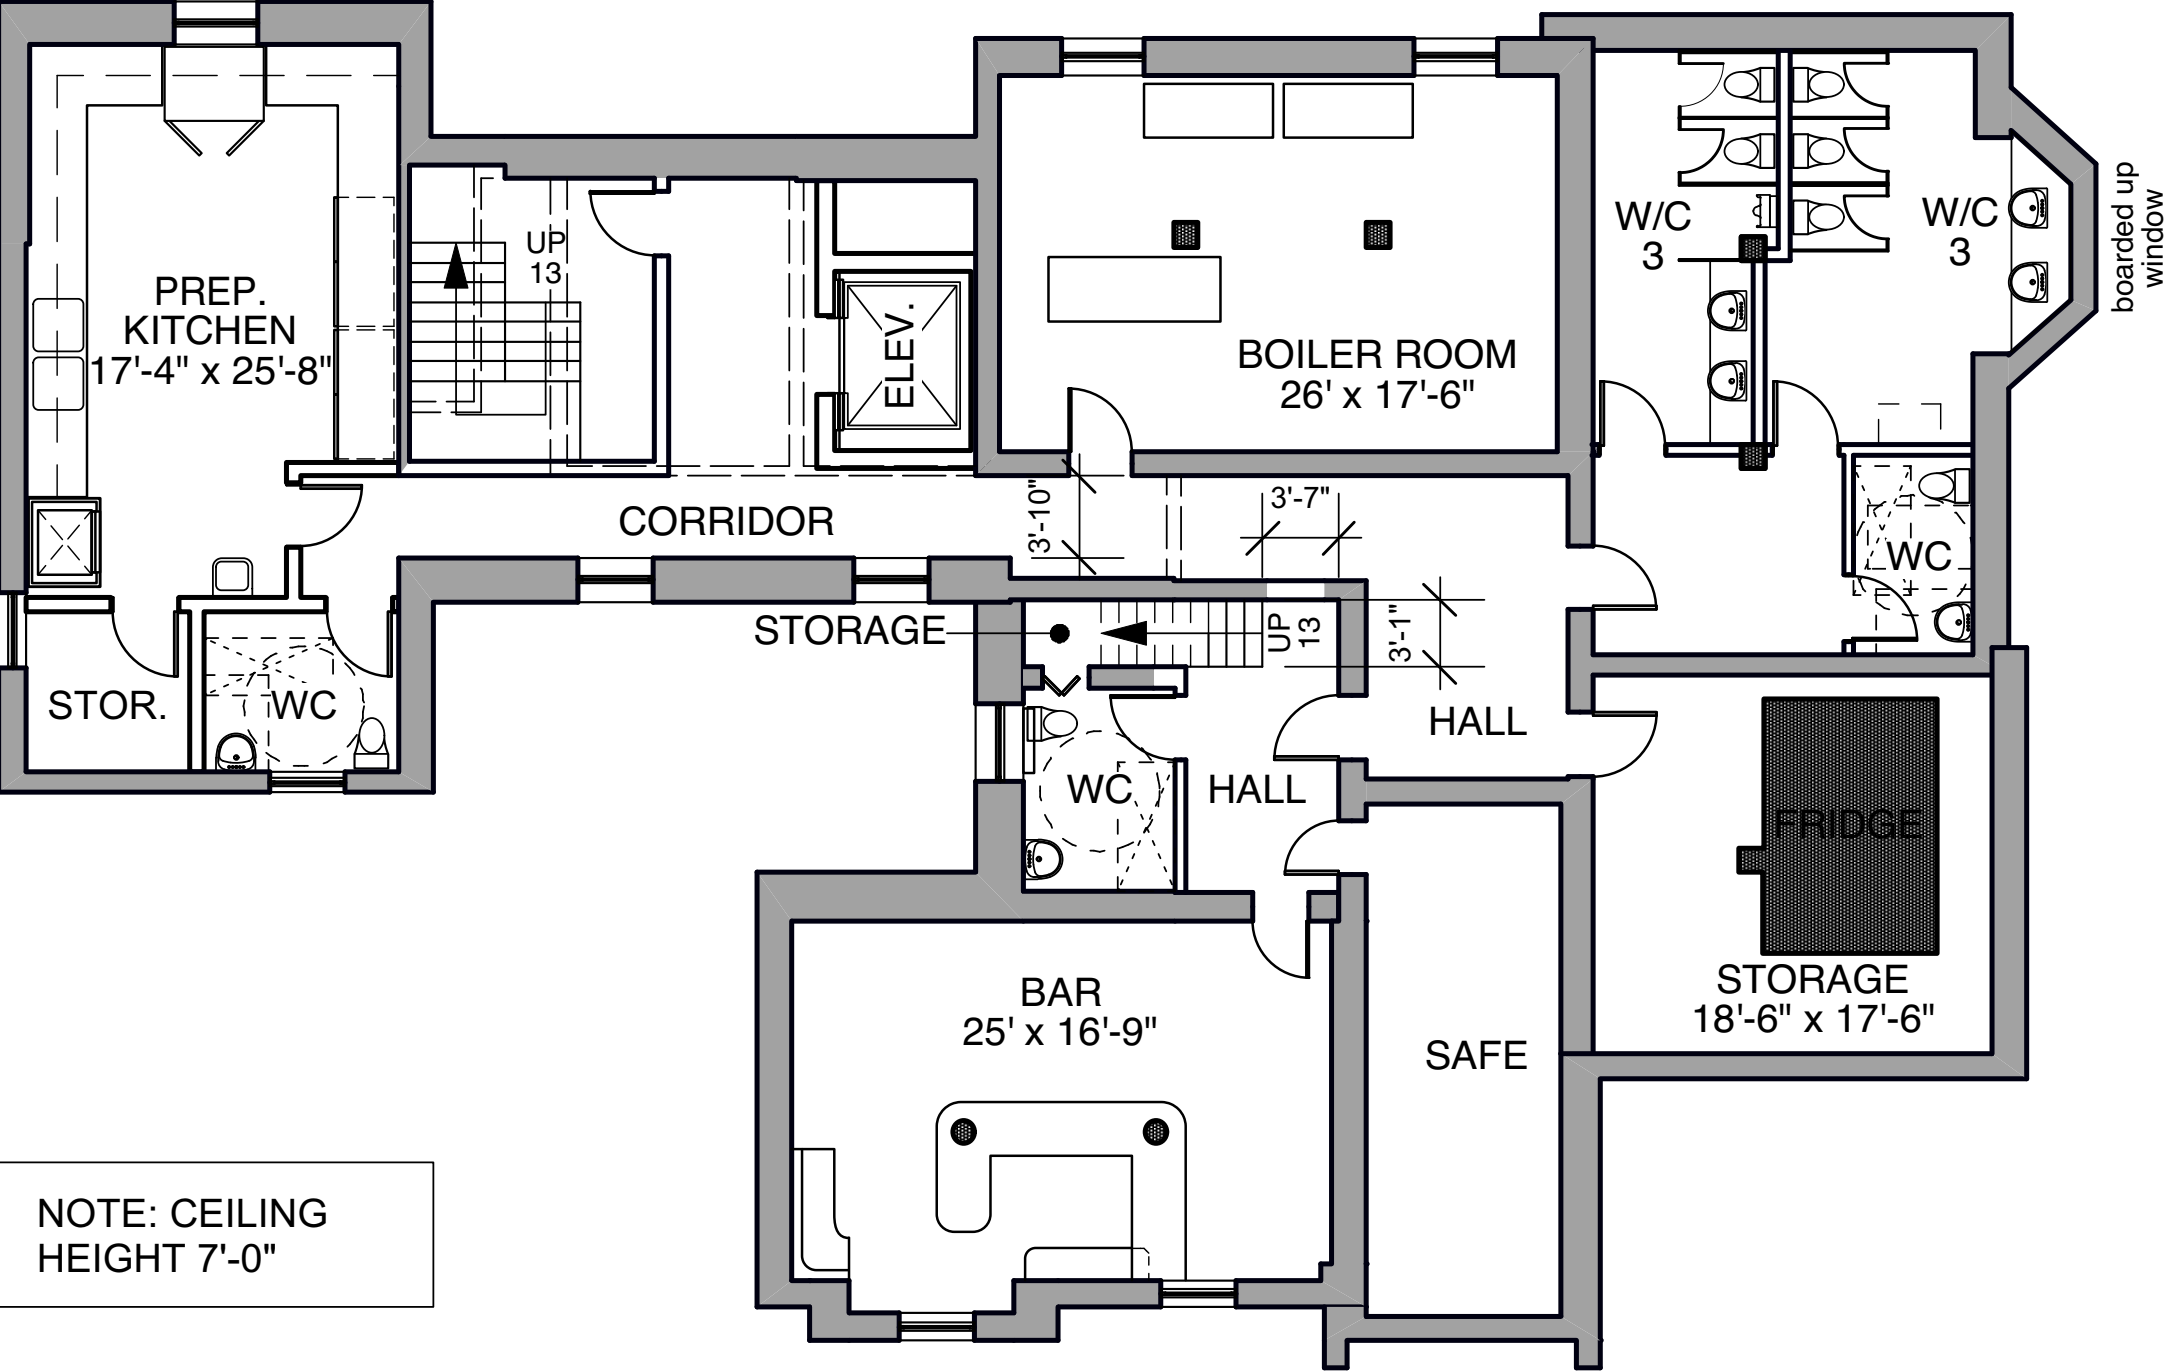 PREP.
KITCHEN
17'-4" x 25'-8"
UP
13
ELEV.
BOILER ROOM
26' x 17'-6"
W/C
3
W/C
3
boarded up
window
CORRIDOR
3'-10"
3'-7"
WC
STORAGE
UP
13
3'-1"
STOR.
WC
HALL
WC
HALL
FRIDGE
STORAGE
18'-6" x 17'-6"
BAR
25' x 16'-9"
SAFE
NOTE: CEILING
HEIGHT 7'-0"